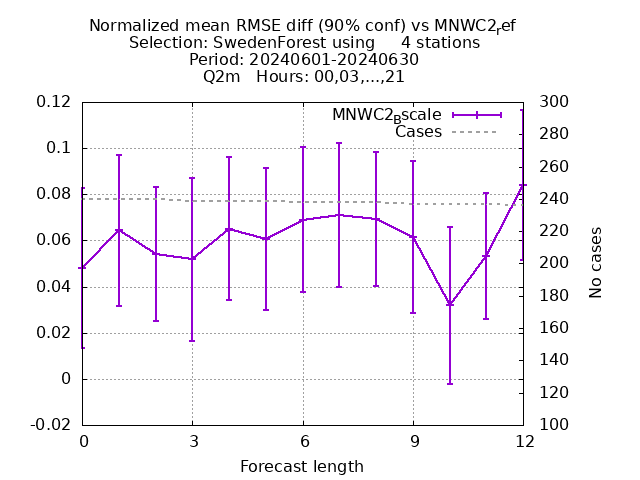 Normalized mean RMSE diff (90% conf) vs MNWC2_ref
Selection: SwedenForest using 4 stations
Period: 20240601-20240630
Q2m Hours: 00,03,...,21
0.12 300
MNWC2_Bscale 280
Cases
0.1 260
0.08 240
220
0.06 200
0.04 180
0.02 160
140
0 120
-0.02 100
No cases
0 3 6 9 12
Forecast length